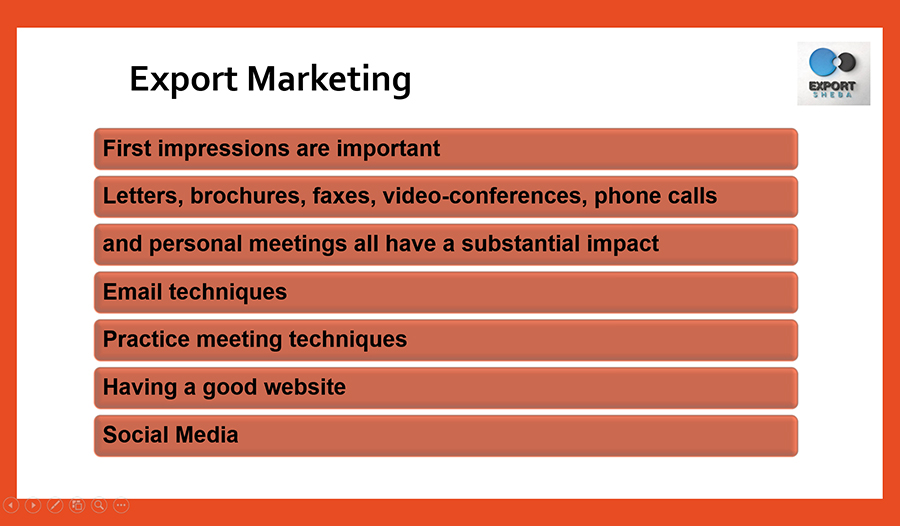 Export Marketing
EXPORT
SHEBA
First impressions are important
Letters, brochures, faxes, video-conferences, phone calls
and personal meetings all have a substantial impact
Email techniques
Practice meeting techniques
Having a good website
Social Media